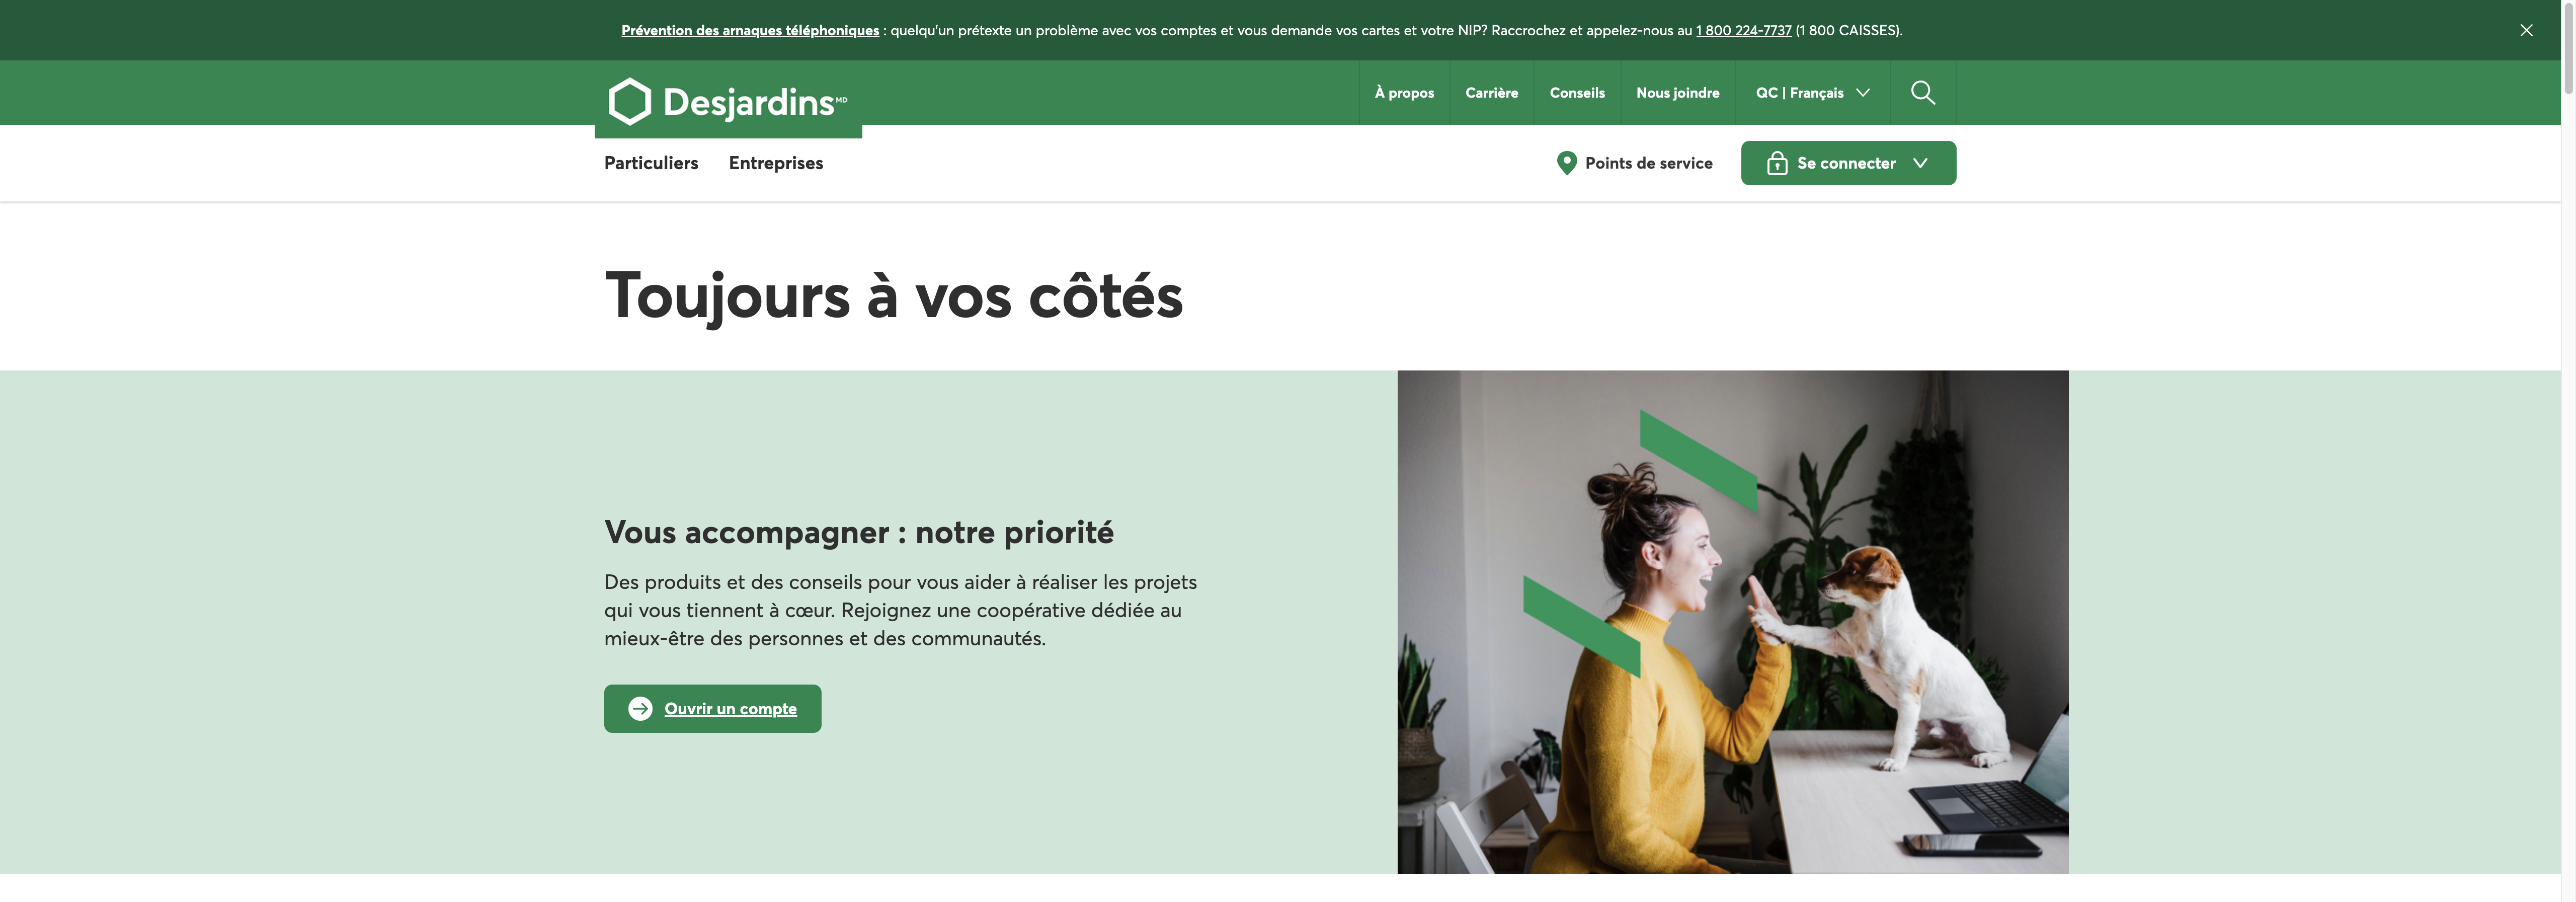 Prévention des arnaques téléphoniques : quelqu'un prétexte un problème avec vos comptes et vous demande vos cartes et votre NIP? Raccrochez et appelez-nous au 1 800 224-7737 (1 800 CAISSES).
Desjardins MD
À propos
Carrière
Conseils
Nous joindre
QC | Français
Particuliers
Entreprises
Points de service
Se connecter
Toujours à vos côtés
Vous accompagner : notre priorité
Des produits et des conseils pour vous aider à réaliser les projets
qui vous tiennent à cœur. Rejoignez une coopérative dédiée au
mieux-être des personnes et des communautés.
Ouvrir un compte